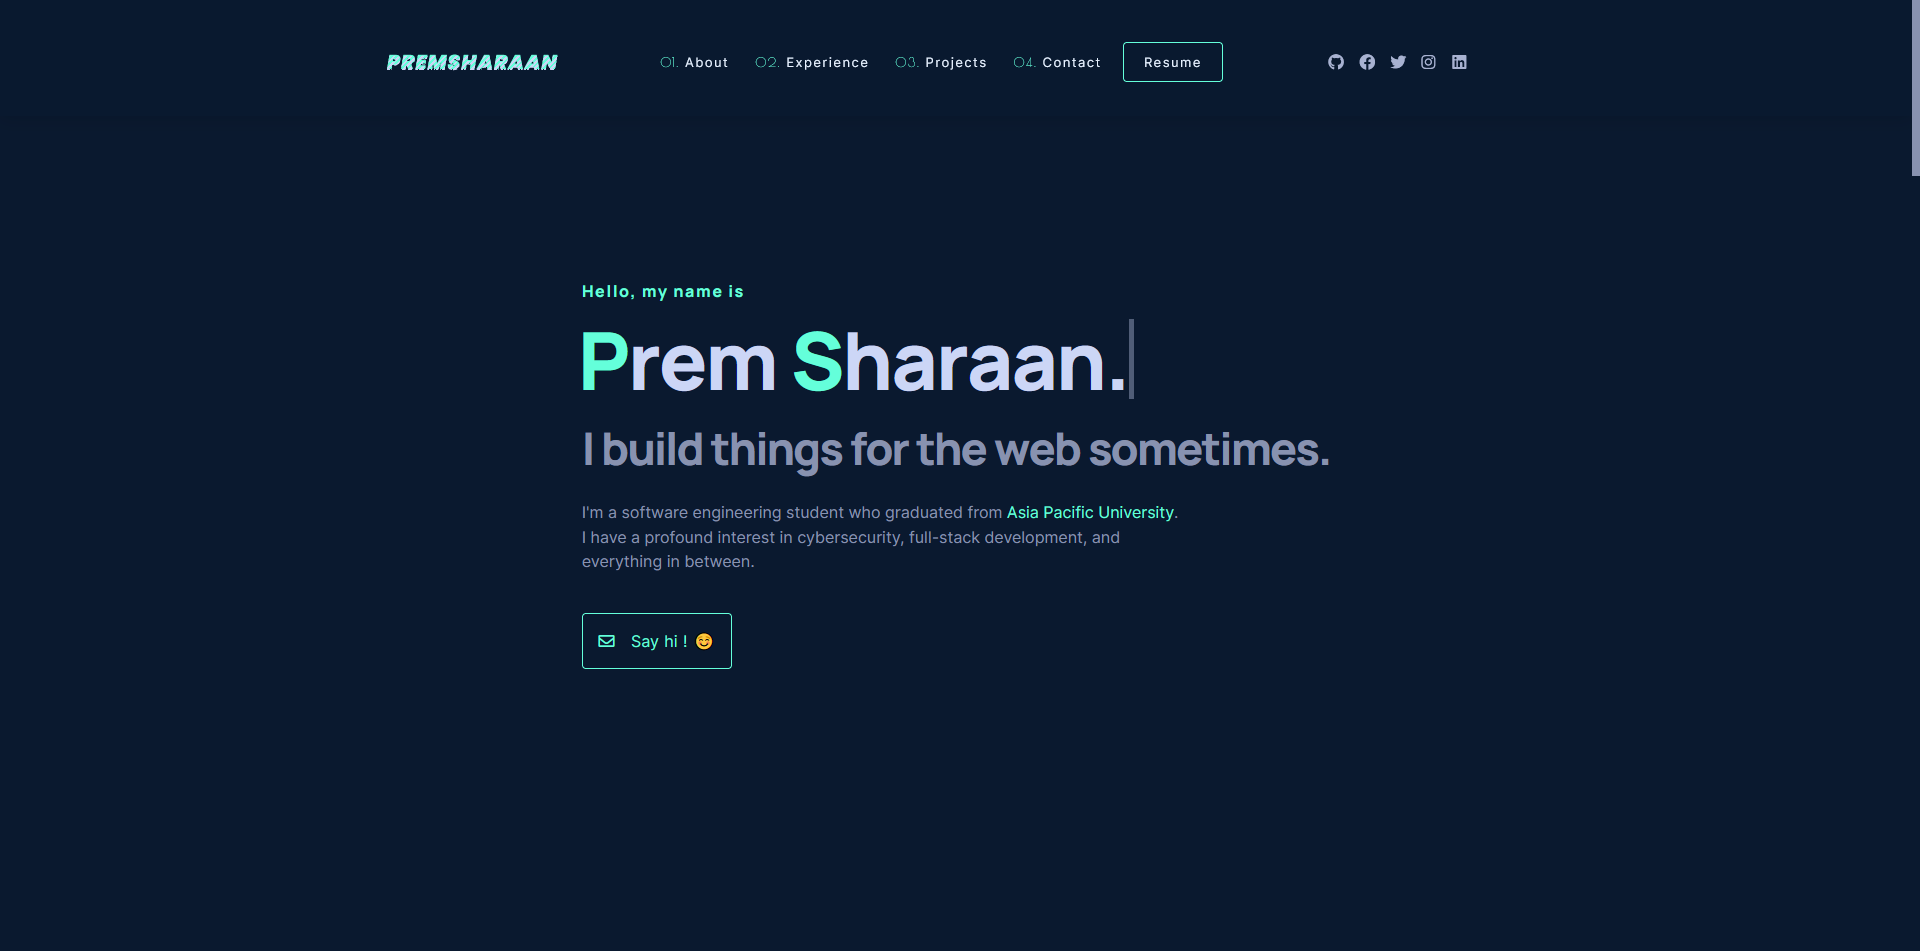 PREMSHARAAN
01. About 02. Experience 03. Projects 04. Contact Resume
Hello, my name is
Prem Sharaan.
I build things for the web sometimes.
I'm a software engineering student who graduated from Asia Pacific University.
I have a profound interest in cybersecurity, full-stack development, and
everything in between.
Say hi ! 😊